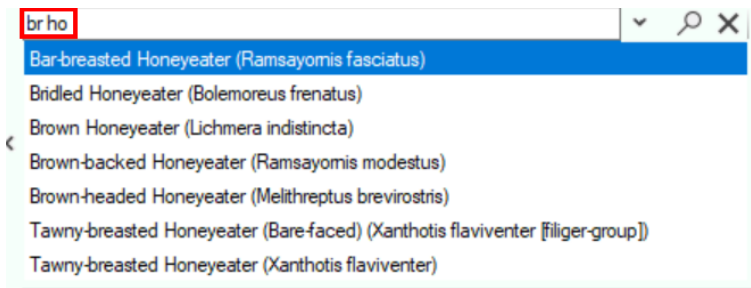 br ho
Bar-breasted Honeyeater (Ramsayornis fasciatus)
Bridled Honeyeater (Bolemoreus frenatus)
Brown Honeyeater (Lichmera indistincta)
Brown-backed Honeyeater (Ramsayornis modestus)
Brown-headed Honeyeater (Melithreptus brevirostris)
Tawny-breasted Honeyeater (Bare-faced) (Xanthotis flaviventer [filiger-group])
Tawny-breasted Honeyeater (Xanthotis flaviventer)